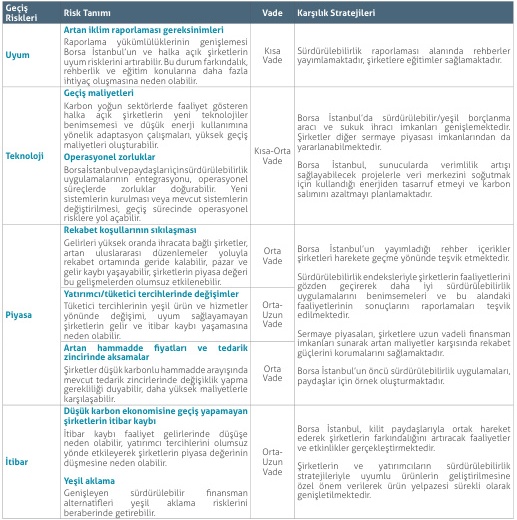 Geçiş
Riskleri
Risk Tanımı
Vade
Karşılık Stratejileri
Uyum
Artan iklim raporlaması gereksinimleri
Raporlama yükümlülüklerinin genişlemesi
Borsa İstanbul'un ve halka açık şirketlerin
uyum risklerini artırabilir. Bu durum farkındalık,
rehberlik ve eğitim konularına daha fazla
ihtiyaç oluşmasına neden olabilir.
Kısa
Vade
Sürdürülebilirlik raporlaması alanında rehberler
yayımlamaktadır, şirketlere eğitimler sağlamaktadır.
Teknoloji
Geçiş maliyetleri
Karbon yoğun sektörlerde faaliyet gösteren
halka açık şirketlerin yeni teknolojiler
benimsemesi ve düşük enerji kullanımına
yönelik adaptasyon çalışmaları, yüksek geçiş
maliyetleri oluşturabilir.
Operasyonel zorluklar
Borsaİstanbulvepaydaşlarıiçinsürdürülebilirlik
uygulamalarının entegrasyonu, operasyonel
süreçlerde zorluklar doğurabilir. Yeni
sistemlerin kurulması veya mevcut sistemlerin
değiştirilmesi, geçiş sürecinde operasyonel
risklere yol açabilir.
Kısa-Orta
Vade
Borsa İstanbul'da sürdürülebilir/yeşil borçlanma
aracı ve sukuk ihracı imkanları genişlemektedir.
Şirketler diğer sermaye piyasası imkanlarından da
yararlanabilmektedir.
Borsa İstanbul, sunucularda verimlilik artışı
sağlayabilecek projelerle veri merkezini soğutmak
için kullandığı enerjiden tasarruf etmeyi ve karbon
salımını azaltmayı planlamaktadır.
Piyasa
Rekabet koşullarının sıkılaşması
Gelirleri yüksek oranda ihracata bağlı şirketler,
artan uluslararası düzenlemeler yoluyla
rekabet ortamında geride kalabilir, pazar ve
gelir kaybı yaşayabilir, şirketlerin piyasa değeri
bu gelişmelerden olumsuz etkilenebilir.
Orta
Vade
Yatırımcı/tüketici tercihlerinde değişimler
Tüketici tercihlerinin yeşil ürün ve hizmetler
yönünde değişimi, uyum sağlayamayan
şirketlerin gelir ve itibar kaybı yaşamasına
neden olabilir.
Orta-
Uzun
Vade
Artan hammadde fiyatları ve tedarik
zincirinde aksamalar
Şirketler düşük karbonlu hammadde arayışında
mevcut tedarik zincirlerinde değişiklik yapma
gerekliliği duyabilir, daha yüksek maliyetlerle
karşılaşabilir.
Orta
Vade
Borsa İstanbul'un yayımladığı rehber içerikler
şirketleri harekete geçme yönünde teşvik etmektedir.
Sürdürülebilirlik endeksleriyle şirketlerin faaliyetlerini
gözden geçirerek daha iyi sürdürülebilirlik
uygulamalarını benimsemeleri ve bu alandaki
faaliyetlerinin sonuçlarını raporlamaları teşvik
edilmektedir.
Sermaye piyasaları, şirketlere uzun vadeli finansman
imkanları sunarak artan maliyetler karşısında rekabet
güçlerini korumalarını sağlamaktadır.
Borsa İstanbul'un öncü sürdürülebilirlik uygulamaları,
paydaşlar için örnek oluşturmaktadır.
İtibar
Düşük karbon ekonomisine geçiş yapamayan
şirketlerin itibar kaybı
İtibar kaybı faaliyet gelirlerinde düşüşe
neden olabilir, yatırımcı tercihlerini olumsuz
yönde etkileyerek şirketlerin piyasa değerinin
düşmesine neden olabilir.
Yeşil aklama
Genişleyen sürdürülebilir finansman
alternatifleri yeşil aklama risklerini
beraberinde getirebilir.
Orta-
Uzun
Vade
Borsa İstanbul, kilit paydaşlarıyla ortak hareket
ederek şirketlerin farkındalığını artıracak faaliyetler
ve etkinlikler gerçekleştirmektedir.
Şirketlerin ve yatırımcıların sürdürülebilirlik
stratejileriyle uyumlu ürünlerin geliştirilmesine
özel önem verilerek ürün yelpazesi sürekli olarak
genişletilmektedir.